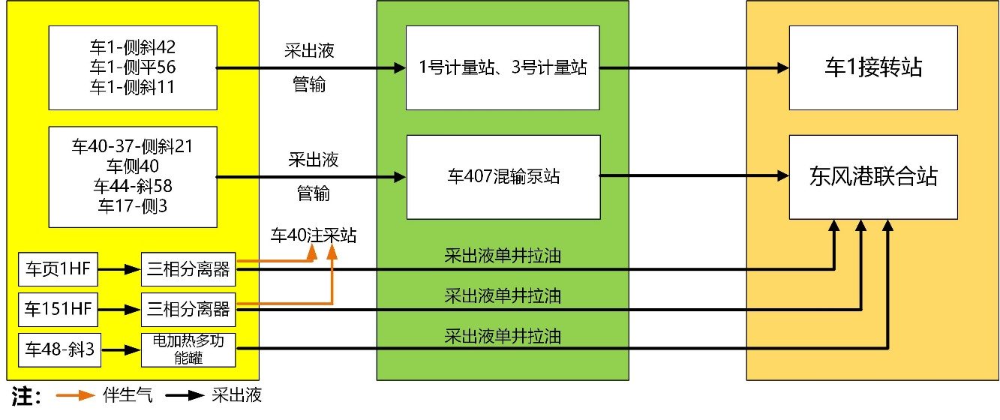 车1-侧斜42
车1-侧平56
车1-侧斜11
采出液
管输
1号计量站、3号计量站
车1接转站
车40-37-侧斜21
车侧40
车44-斜58
车17-侧3
采出液
管输
车407混输泵站
东风港联合站
车40注采站
车页1HF
三相分离器
采出液单井拉油
车151HF
三相分离器
采出液单井拉油
车48-斜3
电加热多功
能罐
采出液单井拉油
注：
伴生气
采出液